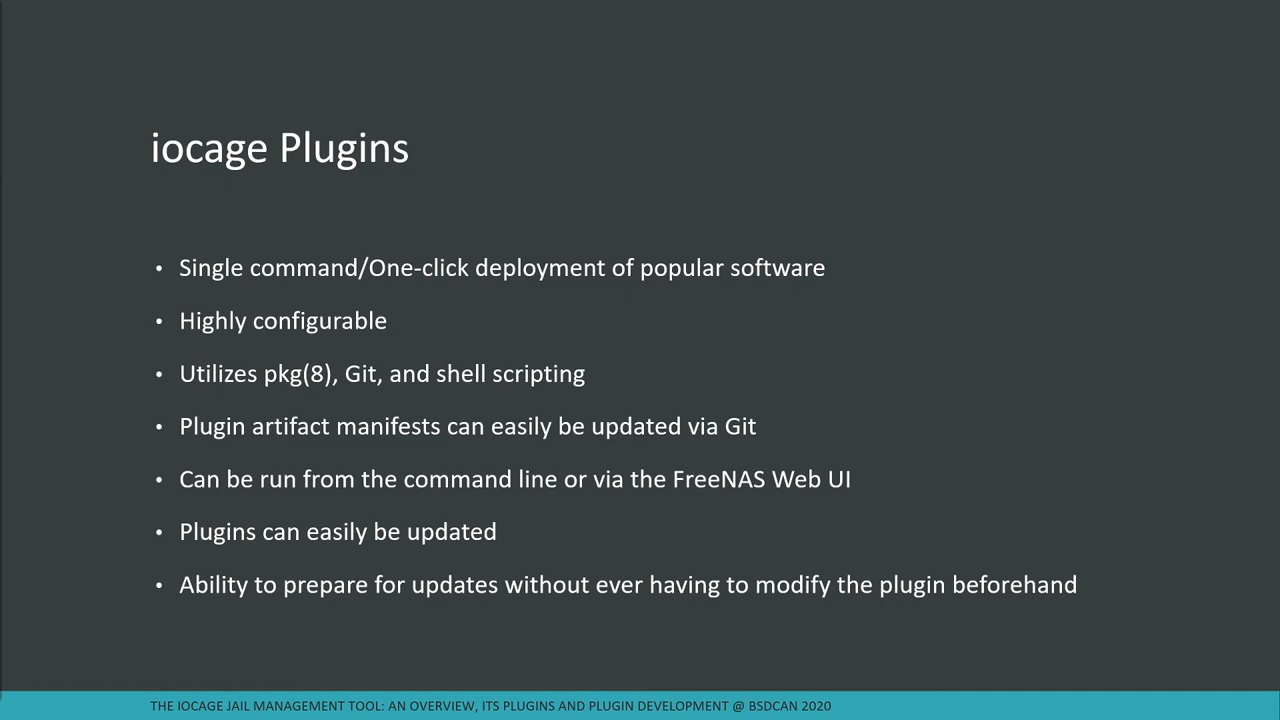 iocage Plugins
• Single command/One-click deployment of popular software
• Highly configurable
• Utilizes pkg(8), Git, and shell scripting
• Plugin artifact manifests can easily be updated via Git
• Can be run from the command line or via the FreeNAS Web UI
• Plugins can easily be updated
• Ability to prepare for updates without ever having to modify the plugin beforehand
THE IOCAGE JAIL MANAGEMENT TOOL: AN OVERVIEW, ITS PLUGINS AND PLUGIN DEVELOPMENT @ BSDCAN 2020